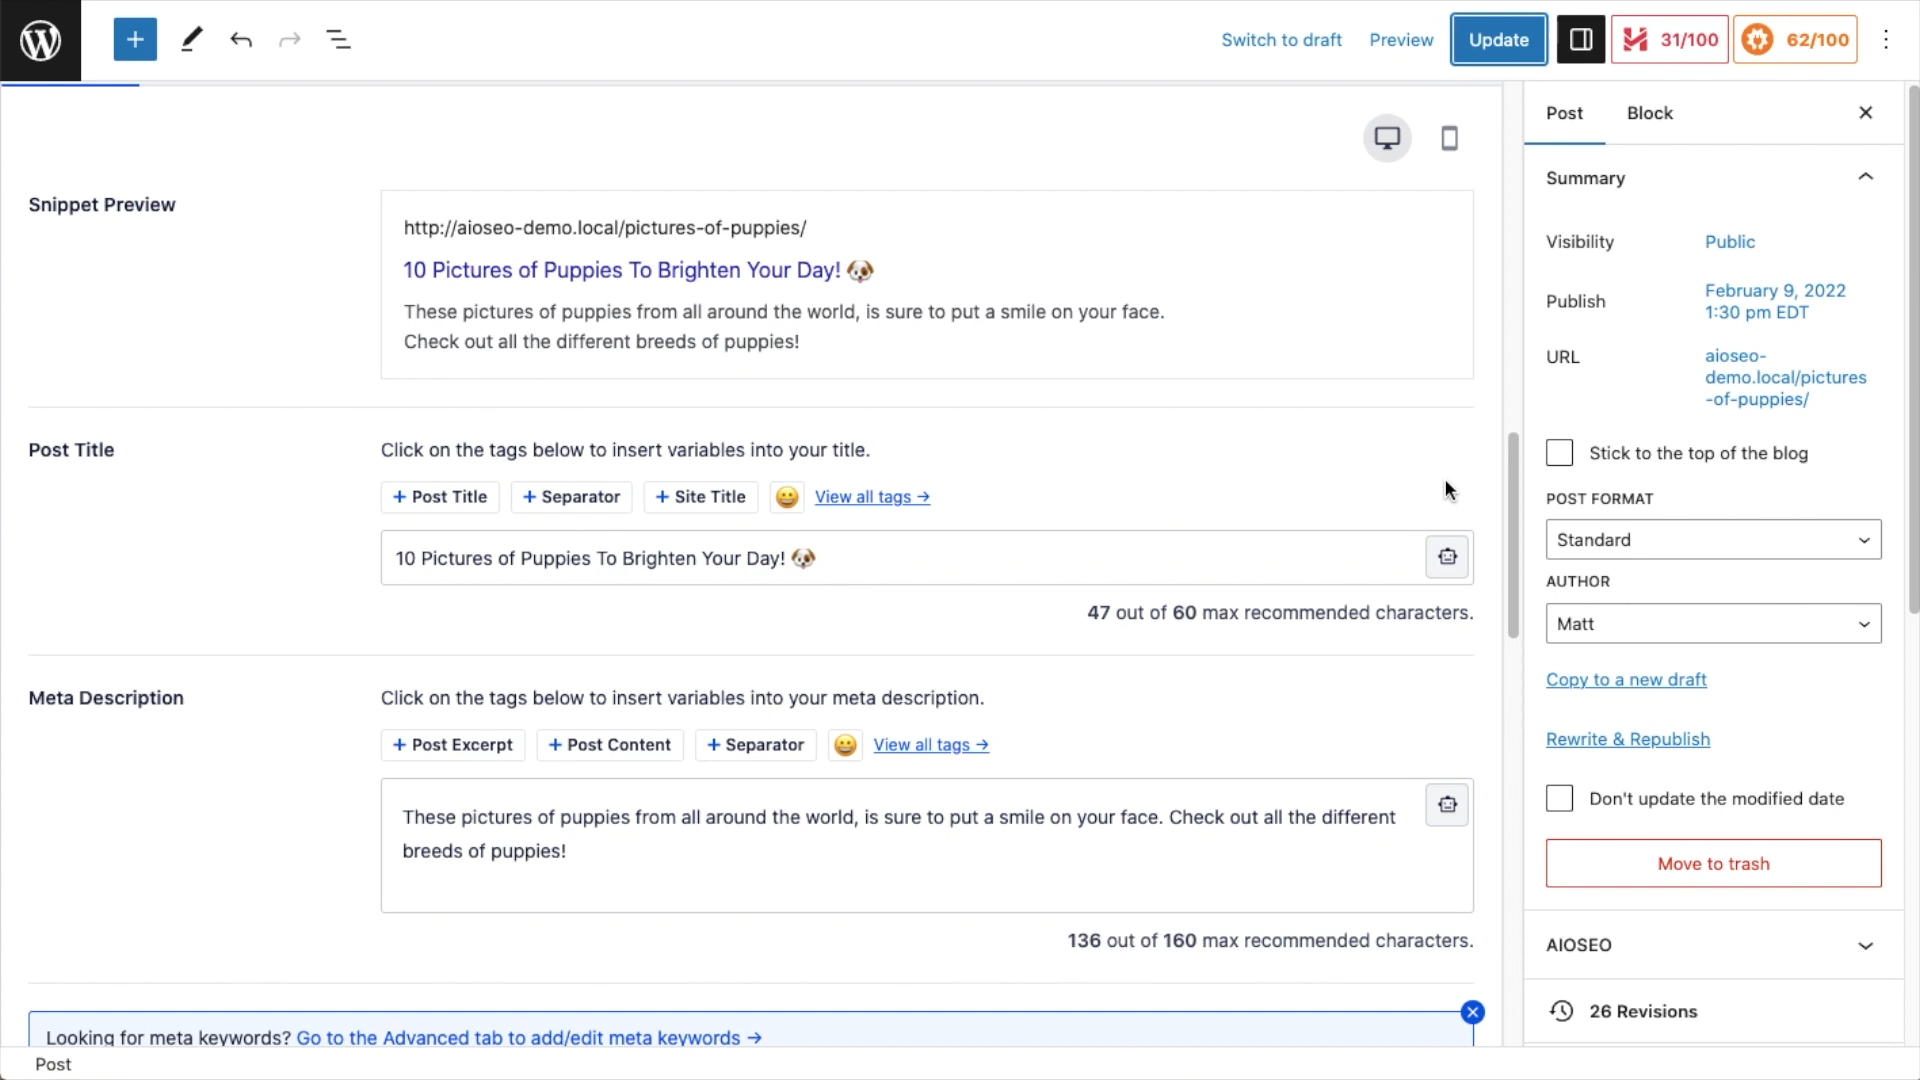 Switch to draft
Preview
Update
31/100
62/100
Post
Block
Summary
Visibility
Public
Publish
February 9, 2022
1:30 pm EDT
URL
aioseo-
demo.local/pictures
-of-puppies/
Stick to the top of the blog
POST FORMAT
Standard
AUTHOR
Matt
Copy to a new draft
Rewrite & Republish
Don't update the modified date
Move to trash
AIOSEO
26 Revisions
Snippet Preview
http://aioseo-demo.local/pictures-of-puppies/
10 Pictures of Puppies To Brighten Your Day! 🐶
These pictures of puppies from all around the world, is sure to put a smile on your face.
Check out all the different breeds of puppies!
Post Title
Click on the tags below to insert variables into your title.
+ Post Title
+ Separator
+ Site Title
😀
View all tags →
10 Pictures of Puppies To Brighten Your Day! 🐶
47 out of 60 max recommended characters.
Meta Description
Click on the tags below to insert variables into your meta description.
+ Post Excerpt
+ Post Content
+ Separator
😀
View all tags →
These pictures of puppies from all around the world, is sure to put a smile on your face. Check out all the different
breeds of puppies!
136 out of 160 max recommended characters.
Looking for meta keywords? Go to the Advanced tab to add/edit meta keywords →
Post